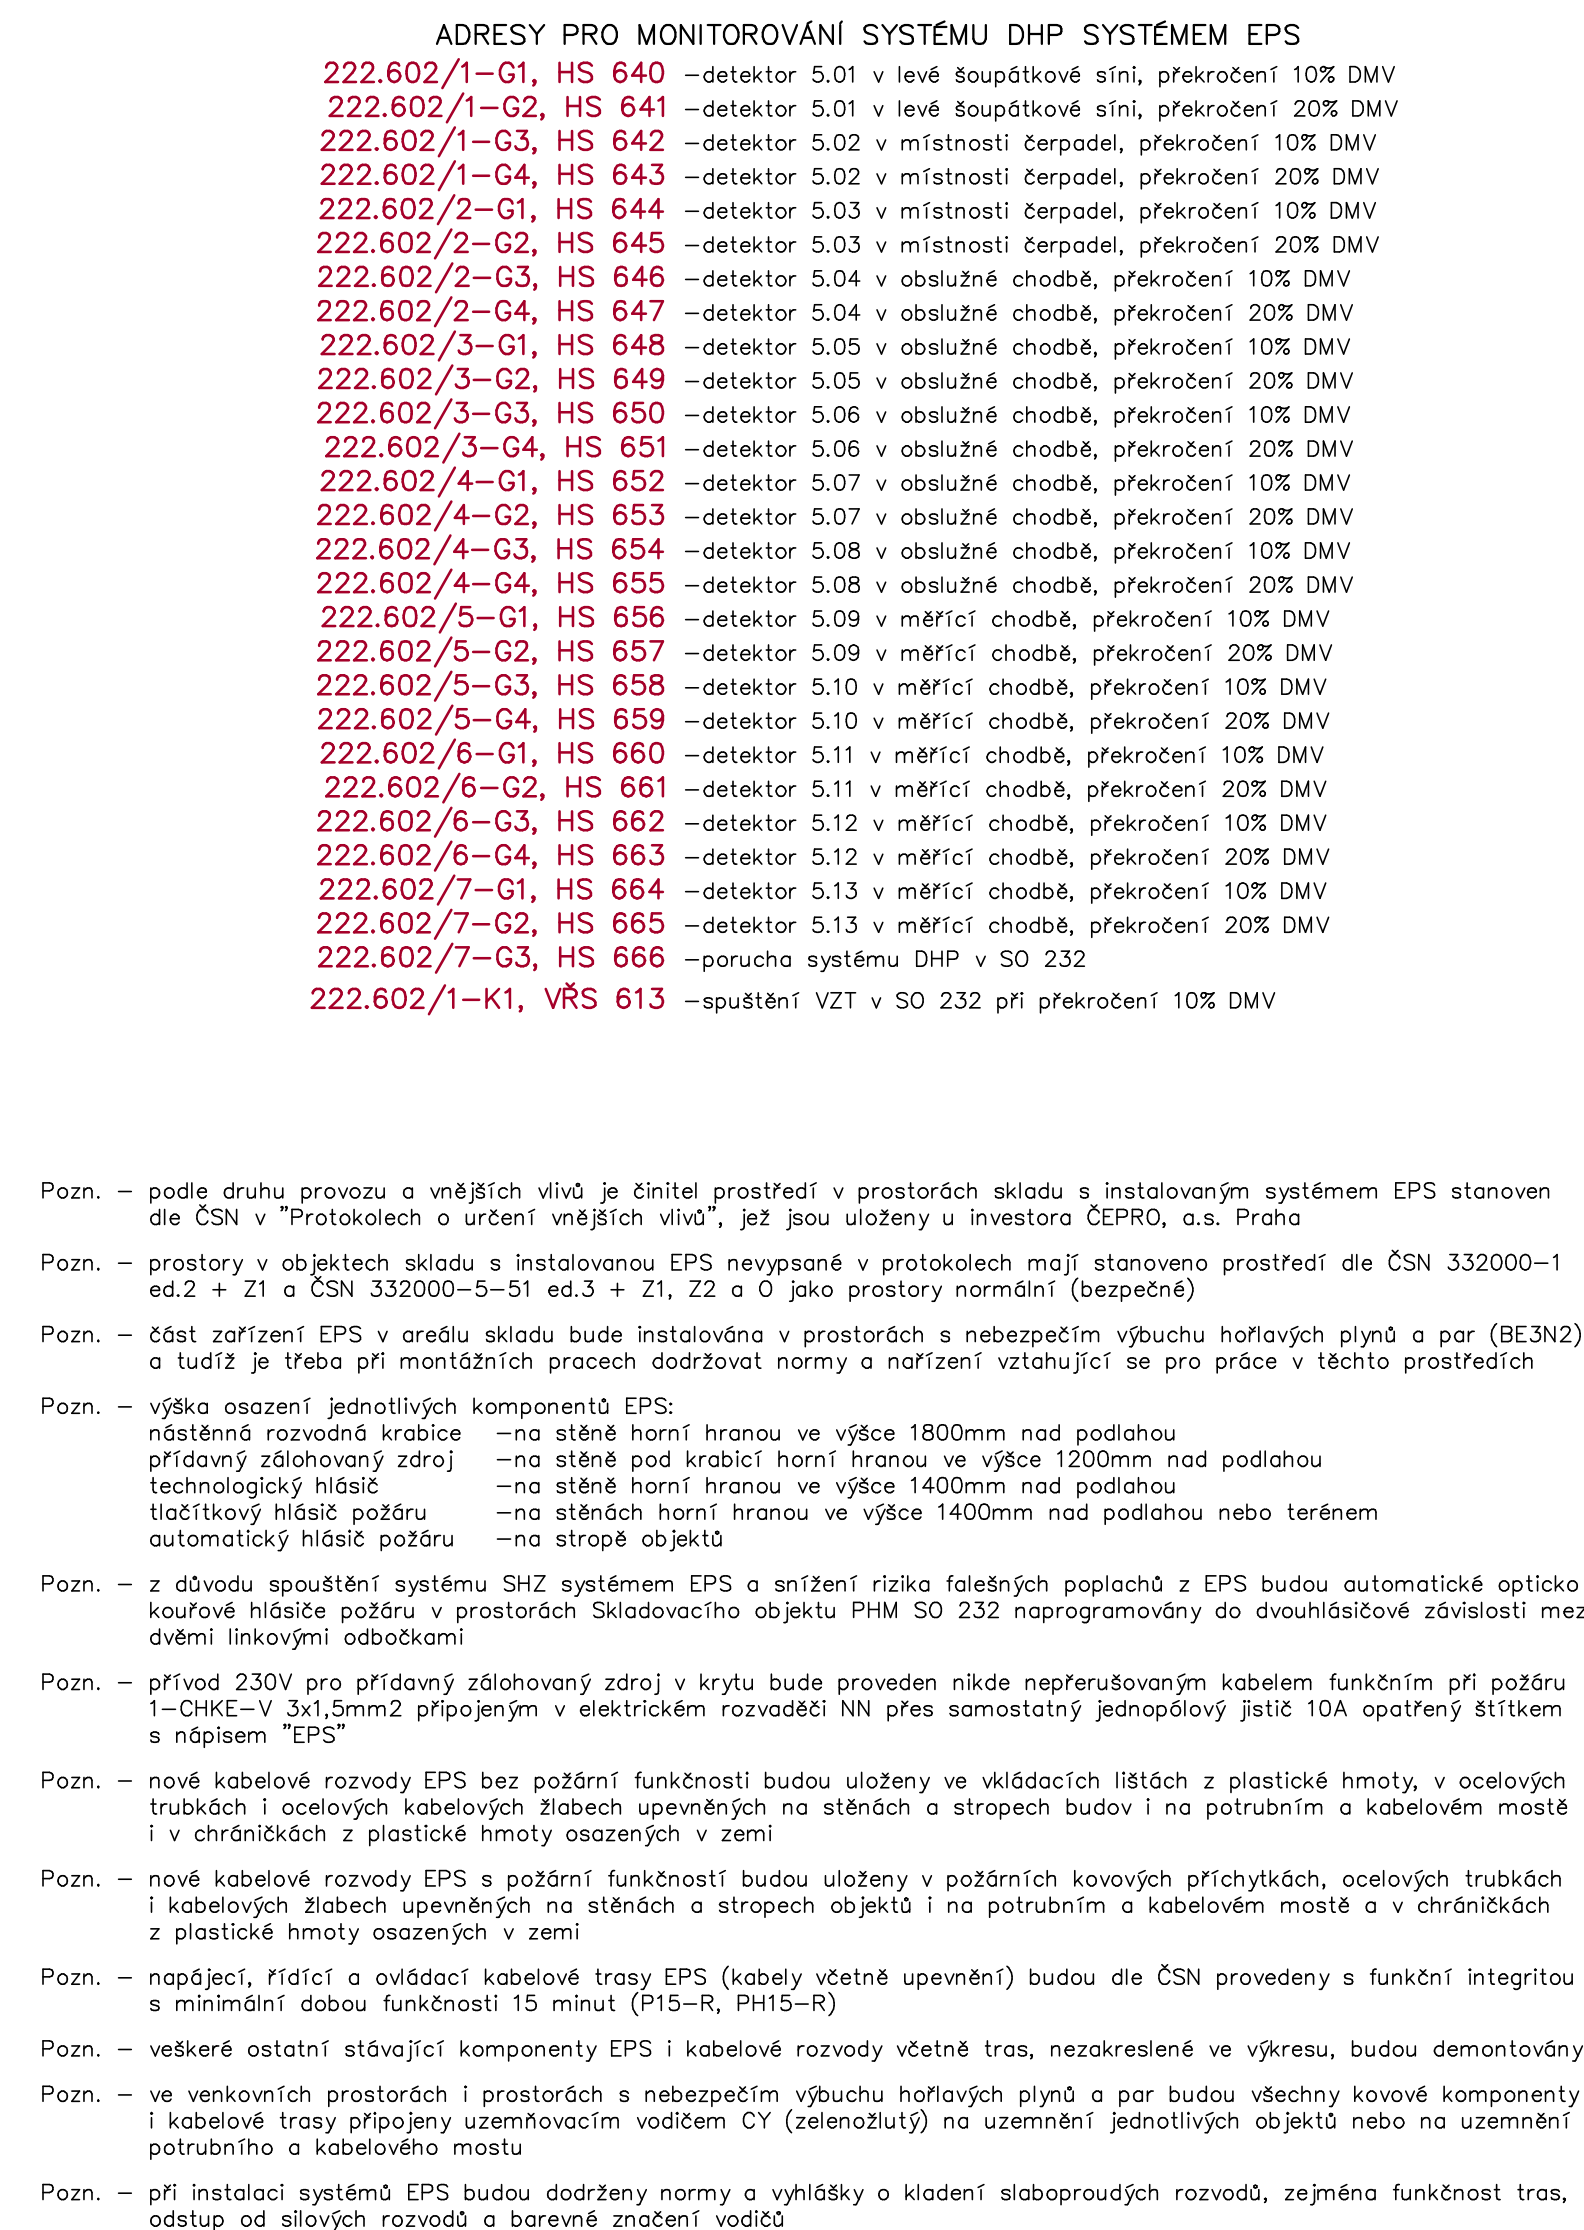 ADRESY PRO MONITOROVÁNÍ SYSTÉMU DHP SYSTÉMEM EPS
222.602/1-G1, HS 640 -detektor 5.01 v levé šoupátkové síni, překročení 10% DMV
222.602/1-G2, HS 641 -detektor 5.01 v levé šoupátkové síni, překročení 20% DMV
222.602/1-G3, HS 642 -detektor 5.02 v místnosti čerpadel, překročení 10% DMV
222.602/1-G4, HS 643 -detektor 5.02 v místnosti čerpadel, překročení 20% DMV
222.602/2-G1, HS 644 -detektor 5.03 v místnosti čerpadel, překročení 10% DMV
222.602/2-G2, HS 645 -detektor 5.03 v místnosti čerpadel, překročení 20% DMV
222.602/2-G3, HS 646 -detektor 5.04 v obslužné chodbě, překročení 10% DMV
222.602/2-G4, HS 647 -detektor 5.04 v obslužné chodbě, překročení 20% DMV
222.602/3-G1, HS 648 -detektor 5.05 v obslužné chodbě, překročení 10% DMV
222.602/3-G2, HS 649 -detektor 5.05 v obslužné chodbě, překročení 20% DMV
222.602/3-G3, HS 650 -detektor 5.06 v obslužné chodbě, překročení 10% DMV
222.602/3-G4, HS 651 -detektor 5.06 v obslužné chodbě, překročení 20% DMV
222.602/4-G1, HS 652 -detektor 5.07 v obslužné chodbě, překročení 10% DMV
222.602/4-G2, HS 653 -detektor 5.07 v obslužné chodbě, překročení 20% DMV
222.602/4-G3, HS 654 -detektor 5.08 v obslužné chodbě, překročení 10% DMV
222.602/4-G4, HS 655 -detektor 5.08 v obslužné chodbě, překročení 20% DMV
222.602/5-G1, HS 656 -detektor 5.09 v měřící chodbě, překročení 10% DMV
222.602/5-G2, HS 657 -detektor 5.09 v měřící chodbě, překročení 20% DMV
222.602/5-G3, HS 658 -detektor 5.10 v měřící chodbě, překročení 10% DMV
222.602/5-G4, HS 659 -detektor 5.10 v měřící chodbě, překročení 20% DMV
222.602/6-G1, HS 660 -detektor 5.11 v měřící chodbě, překročení 10% DMV
222.602/6-G2, HS 661 -detektor 5.11 v měřící chodbě, překročení 20% DMV
222.602/6-G3, HS 662 -detektor 5.12 v měřící chodbě, překročení 10% DMV
222.602/6-G4, HS 663 -detektor 5.12 v měřící chodbě, překročení 20% DMV
222.602/7-G1, HS 664 -detektor 5.13 v měřící chodbě, překročení 10% DMV
222.602/7-G2, HS 665 -detektor 5.13 v měřící chodbě, překročení 20% DMV
222.602/7-G3, HS 666 -porucha systému DHP v SO 232
222.602/1-K1, VŘS 613 -spuštění VZT v SO 232 při překročení 10% DMV
Pozn. - podle druhu provozu a vnějších vlivů je činitel prostředí v prostorách skladu s instalovaným systémem EPS stanoven
dle ČSN v "Protokolech o určení vnějších vlivů", jež jsou uloženy u investora ČEPRO, a.s. Praha
Pozn. - prostory v objektech skladu s instalovanou EPS nevypsané v protokolech mají stanoveno prostředí dle ČSN 332000-1
ed.2 + Z1 a ČSN 332000-5-51 ed.3 + Z1, Z2 a O jako prostory normální (bezpečné)
Pozn. - část zařízení EPS v areálu skladu bude instalována v prostorách s nebezpečím výbuchu hořlavých plynů a par (BE3N2)
a tudíž je třeba při montážních pracech dodržovat normy a nařízení vztahující se pro práce v těchto prostředích
Pozn. - výška osazení jednotlivých komponentů EPS:
nástěnná rozvodná krabice -na stěně horní hranou ve výšce 1800mm nad podlahou
přídavný zálohovaný zdroj -na stěně pod krabicí horní hranou ve výšce 1200mm nad podlahou
technologický hlásič -na stěně horní hranou ve výšce 1400mm nad podlahou
tlačítkový hlásič požáru -na stěnách horní hranou ve výšce 1400mm nad podlahou nebo terénem
automatický hlásič požáru -na stropě objektů
Pozn. - z důvodu spouštění systému SHZ systémem EPS a snížení rizika falešných poplachů z EPS budou automatické opticko
kouřové hlásiče požáru v prostorách Skladovacího objektu PHM SO 232 naprogramovány do dvouhlásičové závislosti mez
dvěmi linkovými odbočkami
Pozn. - přívod 230V pro přídavný zálohovaný zdroj v krytu bude proveden nikde nepřerušovaným kabelem funkčním při požáru
1-CHKE-V 3x1,5mm2 připojeným v elektrickém rozvaděči NN přes samostatný jednopólový jistič 10A opatřený štítkem
s nápisem "EPS"
Pozn. - nové kabelové rozvody EPS bez požární funkčnosti budou uloženy ve vkládacích lištách z plastické hmoty, v ocelových
trubkách i ocelových kabelových žlabech upevněných na stěnách a stropech budov i na potrubním a kabelovém mostě
i v chráničkách z plastické hmoty osazených v zemi
Pozn. - nové kabelové rozvody EPS s požární funkčností budou uloženy v požárních kovových příchytkách, ocelových trubkách
i kabelových žlabech upevněných na stěnách a stropech objektů i na potrubním a kabelovém mostě a v chráničkách
z plastické hmoty osazených v zemi
Pozn. - napájecí, řídící a ovládací kabelové trasy EPS (kabely včetně upevnění) budou dle ČSN provedeny s funkční integritou
s minimální dobou funkčnosti 15 minut (P15-R, PH15-R)
Pozn. - veškeré ostatní stávající komponenty EPS i kabelové rozvody včetně tras, nezakreslené ve výkresu, budou demontovány
Pozn. - ve venkovních prostorách i prostorách s nebezpečím výbuchu hořlavých plynů a par budou všechny kovové komponenty
i kabelové trasy připojeny uzemňovacím vodičem CY (zelenožlutý) na uzemnění jednotlivých objektů nebo na uzemnění
potrubního a kabelového mostu
Pozn. - při instalaci systémů EPS budou dodrženy normy a vyhlášky o kladení slaboproudých rozvodů, zejména funkčnost tras,
odstup od silových rozvodů a barevné značení vodičů